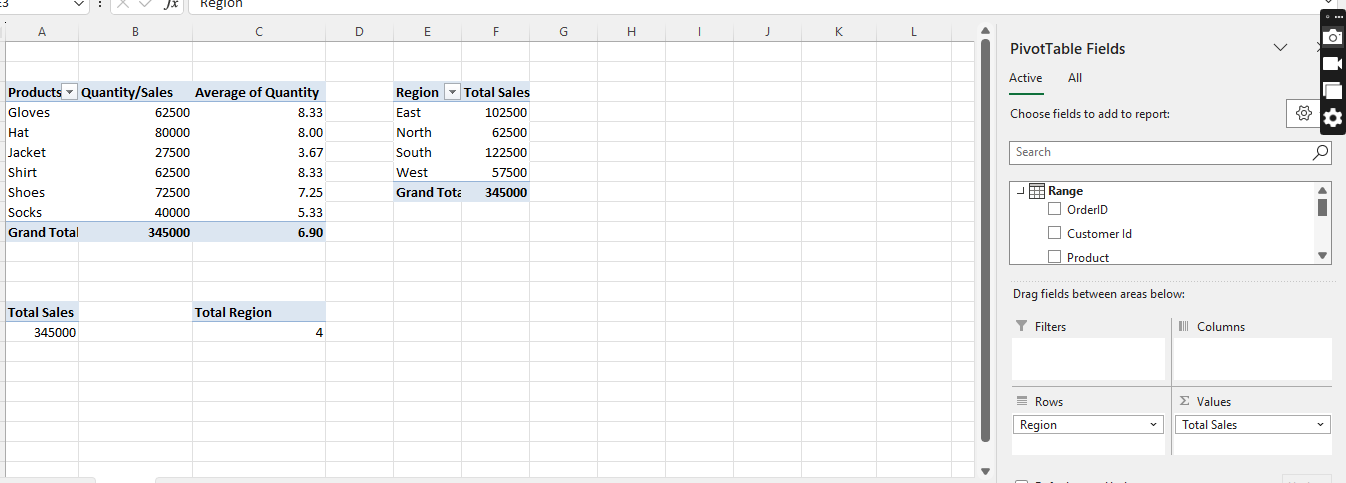 Region
A B C D E F G H I J K L
Products Quantity/Sales Average of Quantity Region Total Sales
Gloves 62500 8.33 East 102500
Hat 80000 8.00 North 62500
Jacket 27500 3.67 South 122500
Shirt 62500 8.33 West 57500
Shoes 72500 7.25 Grand Tota 345000
Socks 40000 5.33
Grand Total 345000 6.90
Total Sales Total Region
345000 4
PivotTable Fields
Active All
Choose fields to add to report:
Search
Range
OrderID
Customer Id
Product
Drag fields between areas below:
Filters Columns
Rows Σ Values
Region Total Sales